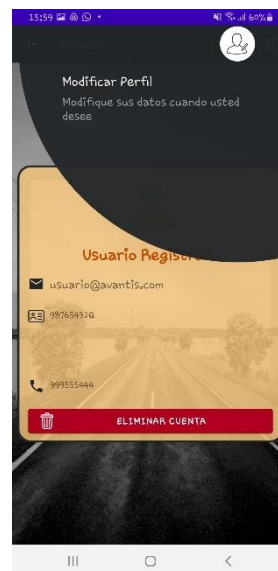 15:59
60%
Modificar Perfil
Modifique sus datos cuando usted
desee
Usuario Regist
usuario@avantis.com
98765432Q
999555444
ELIMINAR CUENTA